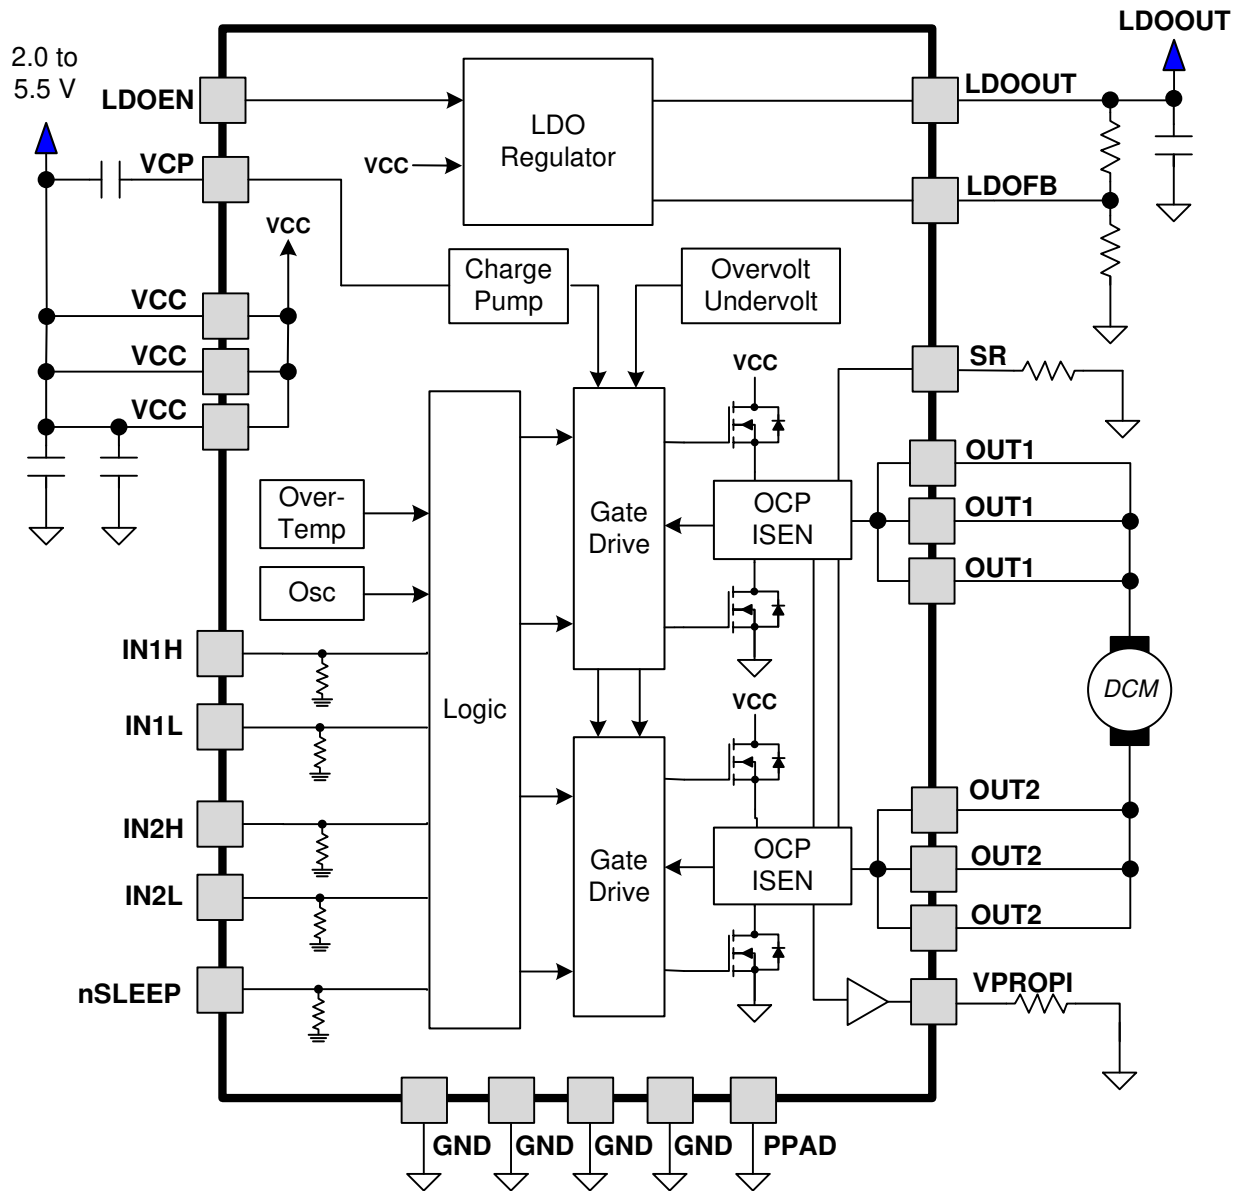 LDOOUT
2.0 to
5.5 V
LDOEN
LDO
Regulator
LDOOUT
VCC
VCP
LDOFB
VCC
Charge
Pump
Overvolt
Undervolt
VCC
VCC
VCC
VCC
SR
OUT1
OUT1
OUT1
Over-
Temp
Osc
Gate
Drive
OCP
ISEN
IN1H
IN1L
IN2H
IN2L
nSLEEP
Logic
VCC
DCM
Gate
Drive
OCP
ISEN
OUT2
OUT2
OUT2
VPROPI
GND
GND
GND
GND
PPAD